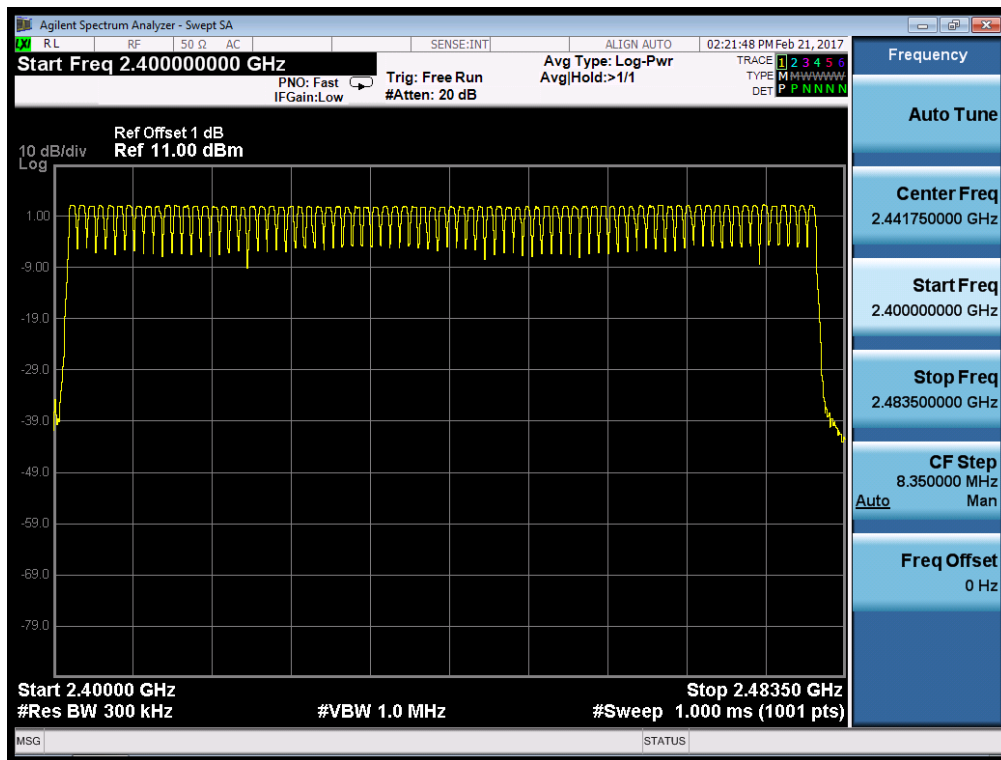 Agilent Spectrum Analyzer - Swept SA
LXI RL RF 50 Ω AC SENSE:INT ALIGN AUTO 02:21:48 PM Feb 21, 2017
Start Freq 2.400000000 GHz
PNO: Fast
IFGain:Low
Trig: Free Run
#Atten: 20 dB
Avg Type: Log-Pwr
Avg|Hold:>1/1
TRACE 1 2 3 4 5 6
TYPE M M W W W W W
DET P P N N N N
Ref Offset 1 dB
10 dB/div Ref 11.00 dBm
Log
1.00
-9.00
-19.0
-29.0
-39.0
-49.0
-59.0
-69.0
-79.0
Start 2.40000 GHz Stop 2.48350 GHz
#Res BW 300 kHz #VBW 1.0 MHz #Sweep 1.000 ms (1001 pts)
MSG STATUS
Frequency
Auto Tune
Center Freq
2.441750000 GHz
Start Freq
2.400000000 GHz
Stop Freq
2.483500000 GHz
CF Step
8.350000 MHz
Auto Man
Freq Offset
0 Hz